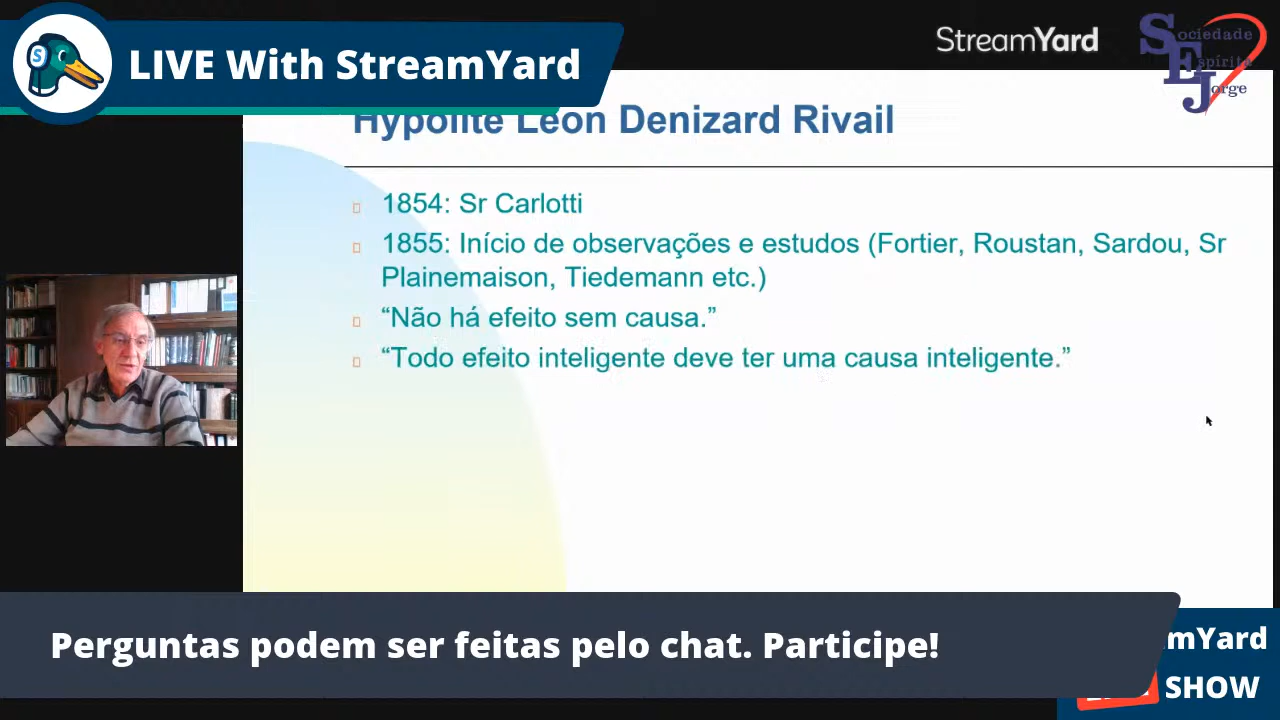 LIVE With StreamYard
StreamYard
Sociedade
Espírita
Jorge
Hypolite Leon Denizard Rivail
1854: Sr Carlotti
1855: Início de observações e estudos (Fortier, Roustan, Sardou, Sr
Plainemaison, Tiedemann etc.)
“Não há efeito sem causa.”
“Todo efeito inteligente deve ter uma causa inteligente.”
Perguntas podem ser feitas pelo chat. Participe!
mYard
SHOW